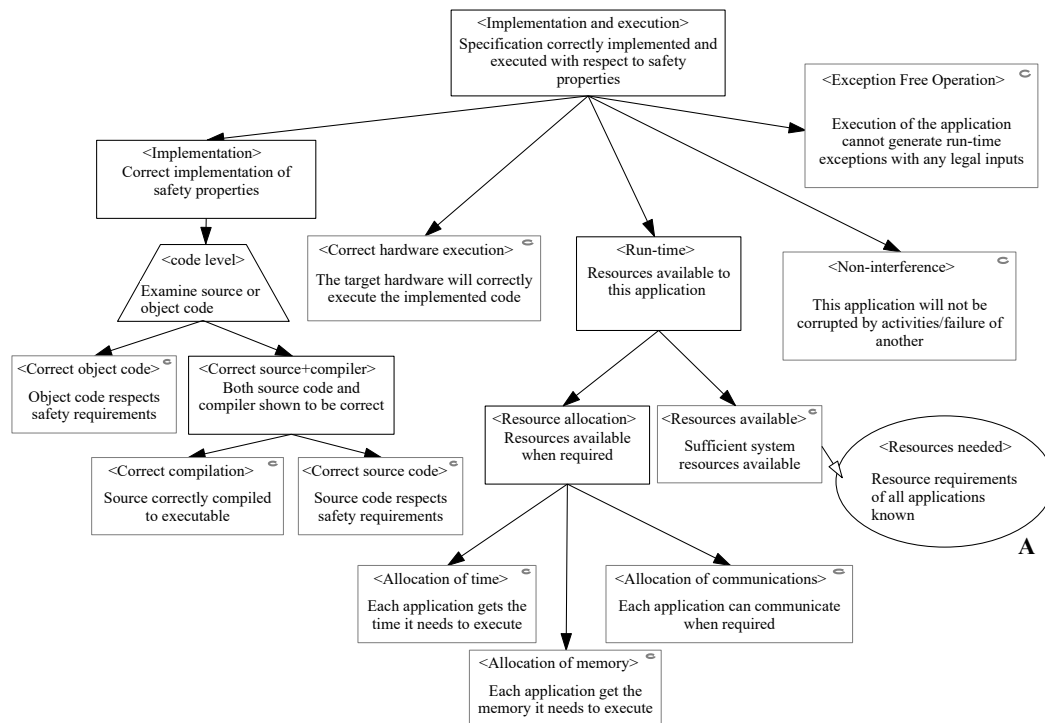 <Implementation and execution>
Specification correctly implemented and
executed with respect to safety
properties
<Exception Free Operation>
Execution of the application
cannot generate run-time
exceptions with any legal inputs
<Implementation>
Correct implementation of
safety properties
<code level>
Examine source or
object code
<Correct hardware execution>
The target hardware will correctly
execute the implemented code
<Run-time>
Resources available to
this application
<Non-interference>
This application will not be
corrupted by activities/failure of
another
<Correct object code>
Object code respects
safety requirements
<Correct source+compiler>
Both source code and
compiler shown to be correct
<Resource allocation>
Resources available
when required
<Resources available>
Sufficient system
resources available
<Resources needed>
Resource requirements
of all applications
known
A
<Correct compilation>
Source correctly compiled
to executable
<Correct source code>
Source code respects
safety requirements
<Allocation of time>
Each application gets the
time it needs to execute
<Allocation of communications>
Each application can communicate
when required
<Allocation of memory>
Each application get the
memory it needs to execute